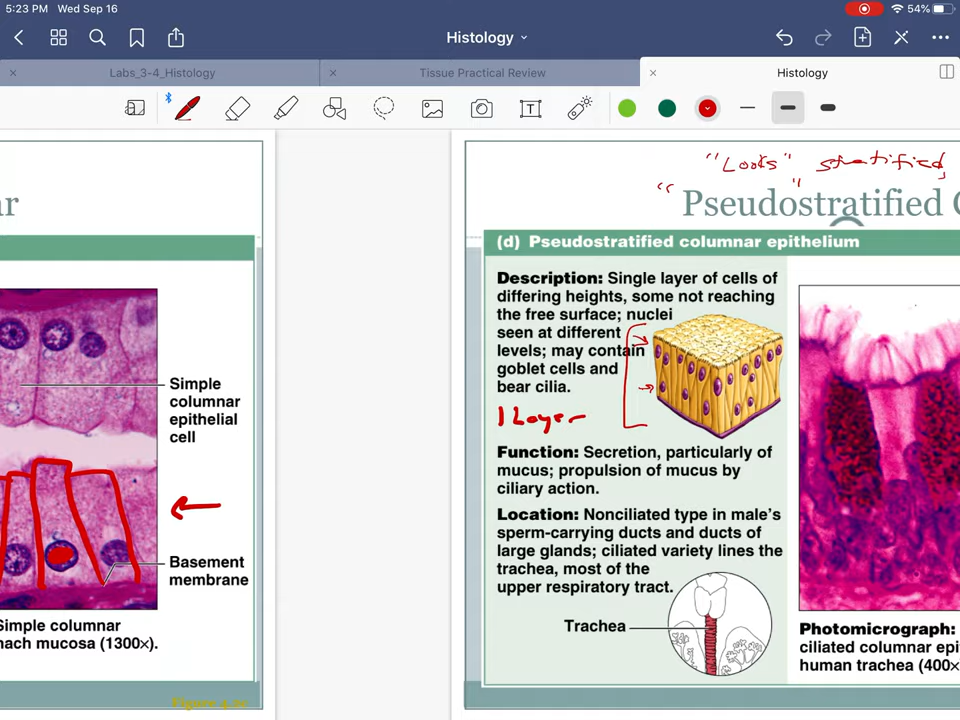 5:23 PM Wed Sep 16
54%
Histology
Labs_3-4_Histology
Tissue Practical Review
Histology
T
ar
Simple
columnar
epithelial
cell
Basement
membrane
Simple columnar
mach mucosa (1300×).
"Looks" stratified,
" "
Pseudostratified C
(d) Pseudostratified columnar epithelium
Description: Single layer of cells of
differing heights, some not reaching
the free surface; nuclei
seen at different
levels; may contain
goblet cells and
bear cilia.
1 Layer
Function: Secretion, particularly of
mucus; propulsion of mucus by
ciliary action.
Location: Nonciliated type in male's
sperm-carrying ducts and ducts of
large glands; ciliated variety lines the
trachea, most of the
upper respiratory tract.
Trachea
Photomicrograph:
ciliated columnar epi
human trachea (400×